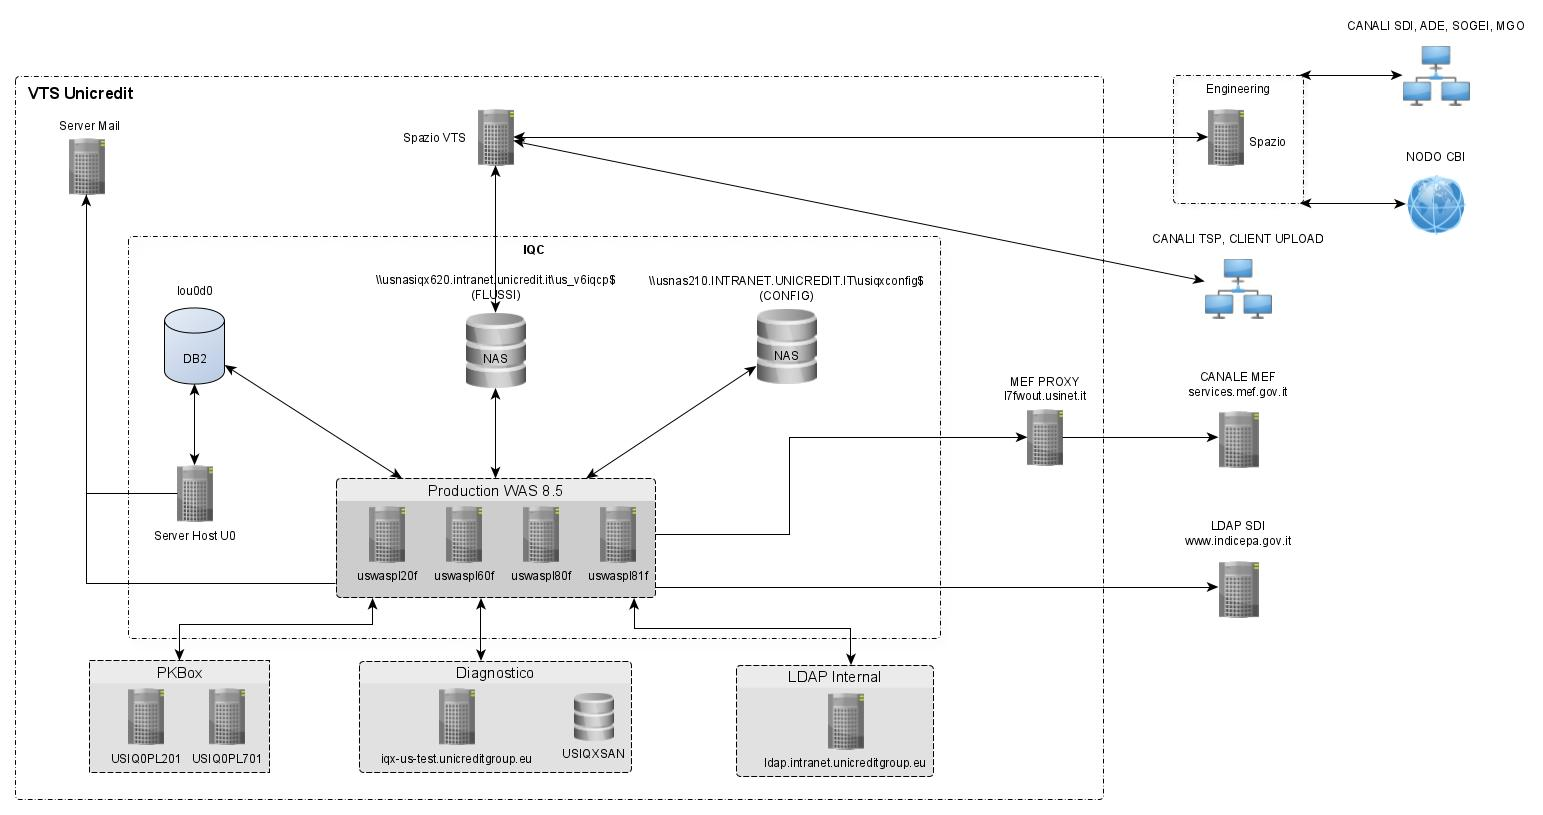 CANALI SDI, ADE, SOGEI, MGO
VTS Unicredit
Engineering
Server Mail
Spazio VTS
Spazio
NODO CBI
CANALI TSP, CLIENT UPLOAD
IQC
\\usnasiqx620.intranet.unicredit.it\us_v6iqcp$
(FLUSSI)
\\usnas210.INTRANET.UNICREDIT.IT\usiqxconfig$
(CONFIG)
lou0d0
DB2
NAS
NAS
MEF PROXY
l7fwout.usinet.it
CANALE MEF
services.mef.gov.it
Production WAS 8.5
Server Host U0
uswaspl20f
uswaspl60f
uswaspl80f
uswaspl81f
LDAP SDI
www.indicepa.gov.it
PKBox
USIQ0PL201
USIQ0PL701
Diagnostico
iqx-us-test.unicreditgroup.eu
USIQXSAN
LDAP Internal
ldap.intranet.unicreditgroup.eu